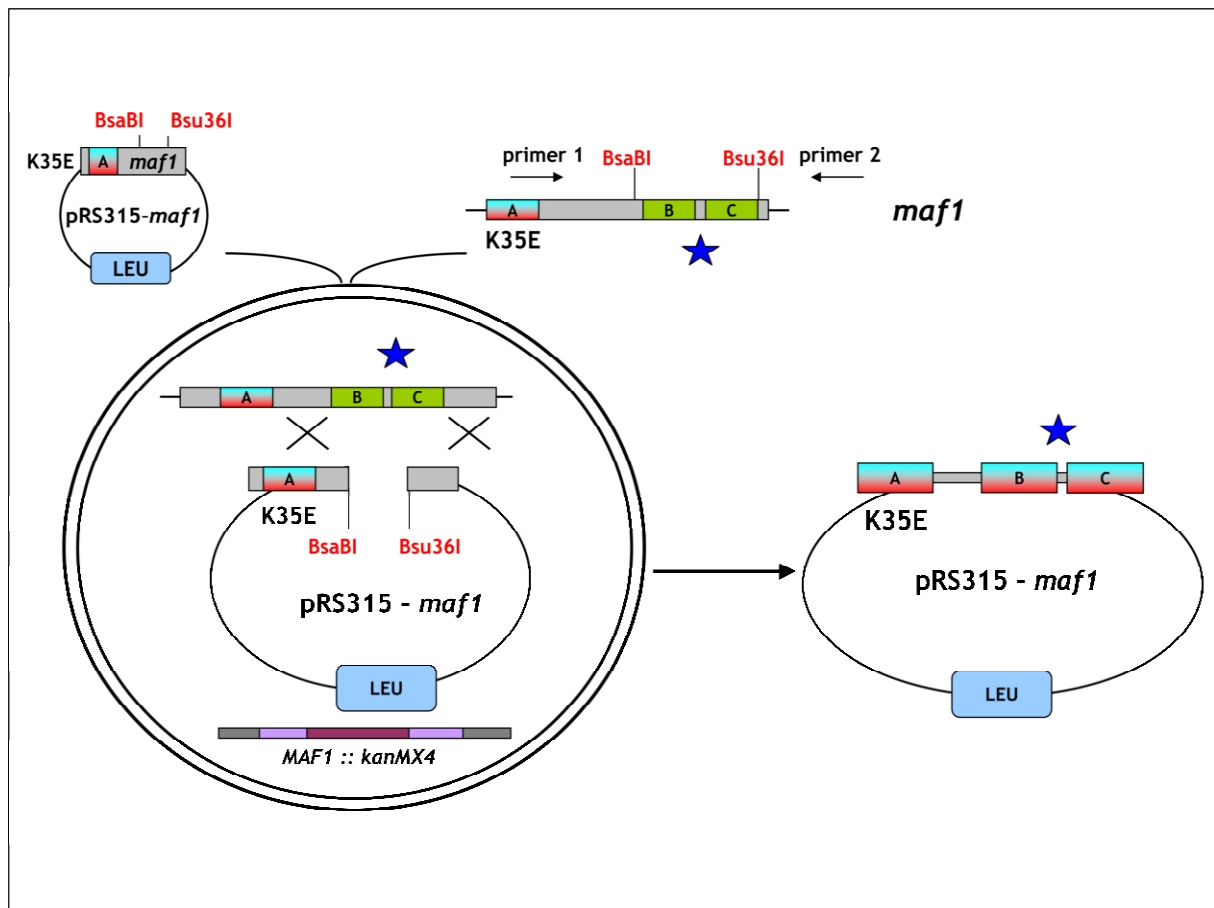 BsaBI Bsu36I
K35E A maf1
pRS315-maf1
LEU
primer 1 BsaBI Bsu36I primer 2
A B C
K35E
maf1
A B C
A
K35E
BsaBI Bsu36I
pRS315 - maf1
LEU
MAF1 :: kanMX4
A B C
K35E
pRS315 - maf1
LEU